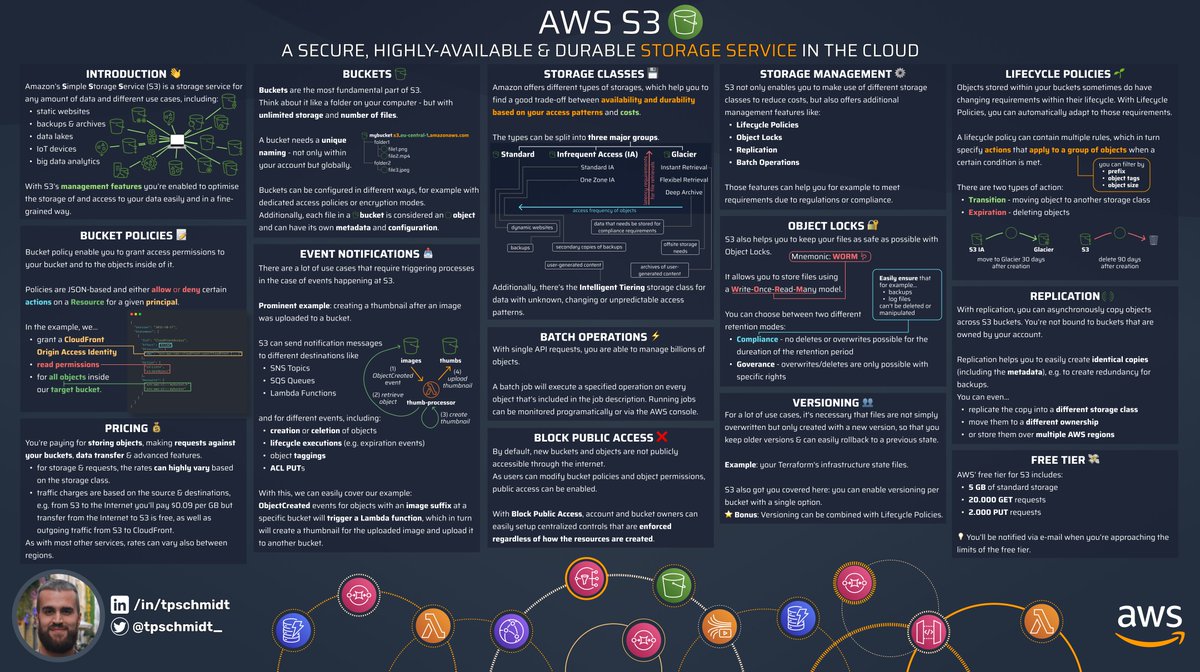 AWS S3
A SECURE, HIGHLY-AVAILABLE & DURABLE STORAGE SERVICE IN THE CLOUD
INTRODUCTION 👋
Amazon's Simple Storage Service (S3) is a storage service for
any amount of data and different use cases, including:
• static websites
• backups & archives
• data lakes
• IoT devices
• big data analytics
With S3's management features you're enabled to optimise
the storage of and access to your data easily and in a fine-
grained way.
BUCKET POLICIES 📝
Bucket policy enable you to grant access permissions to
your bucket and to the objects inside of it.
Policies are JSON-based and either allow or deny certain
actions on a Resource for a given principal.
In the example, we...
• grant a CloudFront
Origin Access Identity
• read permissions
• for all objects inside
our target bucket.
PRICING 💰
You're paying for storing objects, making requests against
your buckets, data transfer & advanced features.
• for storage & requests, the rates can highly vary based
on the storage class.
• traffic charges are based on the source & destinations,
e.g. from S3 to the Internet you'll pay $0.09 per GB but
transfer from the Internet to S3 is free, as well as
outgoing traffic from S3 to CloudFront.
As with most other services, rates can vary also between
regions.
BUCKETS
Buckets are the most fundamental part of S3.
Think about it like a folder on your computer - but with
unlimited storage and number of files.
A bucket needs a unique
naming - not only within
your account but globally.
mybucket.s3.eu-central-1.amazonaws.com
folder1
file1.png
file2.mp4
folder2
file3.jpeg
Buckets can be configured in different ways, for example with
dedicated access policies or encryption modes.
Additionally, each file in a bucket is considered an object
and can have its own metadata and configuration.
EVENT NOTIFICATIONS
There are a lot of use cases that require triggering processes
in the case of events happening at S3.
Prominent example: creating a thumbnail after an image
was uploaded to a bucket.
S3 can send notification messages
to different destinations like
• SNS Topics
• SQS Queues
• Lambda Functions
images
thumbs
(1)
ObjectCreated
event
(4)
upload
thumbnail
(2) retrieve
object
thumb-processor
(3) create
thumbnail
and for different events, including:
• creation or celetion of objects
• lifecycle executions (e.g. expiration events)
• object taggings
• ACL PUTs
With this, we can easily cover our example:
ObjectCreated events for objects with an image suffix at a
specific bucket will trigger a Lambda function, which in turn
will create a thumbnail for the uploaded image and upload it
to another bucket.
STORAGE CLASSES 💾
Amazon offers different types of storages, which help you to
find a good trade-off between availability and durability
based on your access patterns and costs.
The types can be split into three major groups.
Standard
Infrequent Access (IA)
Glacier
Standard IA
One Zone IA
Instant Retrieval
Flexibel Retrieval
Deep Archive
access frequency of objects
dynamic websites
data that needs be stored for
compliance requirements
backups
secondary copies of backups
offsite storage
needs
user-generated content
archives of user-
generated content
Additionally, there's the Intelligent Tiering storage class for
data with unknown, changing or unpredictable access
patterns.
BATCH OPERATIONS ⚡
With single API requests, you are able to manage billions of
objects.
A batch job will execute a specified operation on every
object that's included in the job description. Running jobs
can be monitored programatically or via the AWS console.
BLOCK PUBLIC ACCESS ❌
By default, new buckets and objects are not publicly
accessible through the internet.
As users can modify bucket policies and object permissions,
public access can be enabled.
With Block Public Access, account and bucket owners can
easily setup centralized controls that are enforced
regardless of how the resources are created.
STORAGE MANAGEMENT ⚙️
S3 not only enables you to make use of different storage
classes to reduce costs, but also offers additional
management features like:
• Lifecycle Policies
• Object Locks
• Replication
• Batch Operations
Those features can help you for example to meet
requirements due to regulations or compliance.
OBJECT LOCKS 🔐
S3 also helps you to keep your files as safe as possible with
Object Locks.
Mnemonic: WORM
It allows you to store files using
a Write-Once-Read-Many model.
Easily ensure that
for example...
• backups
• log files
can't be deleted or
manipulated
You can choose between two different
retention modes:
• Compliance - no deletes or overwrites possible for the
duration of the retention period
• Goverance - overwrites/deletes are only possible with
specific rights
VERSIONING 👥
For a lot of use cases, it's necessary that files are not simply
overwritten but only created with a new version, so that you
keep older versions & can easily rollback to a previous state.
Example: your Terraform's infrastructure state files.
S3 also got you covered here: you can enable versioning per
bucket with a single option.
⭐ Bonus: Versioning can be combined with Lifecycle Policies.
LIFECYCLE POLICIES 🌱
Objects stored within your buckets sometimes do have
changing requirements within their lifecycle. With Lifecycle
Policies, you can automatically adapt to those requirements.
A lifecycle policy can contain multiple rules, which in turn
specify actions that apply to a group of objects when a
certain condition is met.
you can filter by
• prefix
• object tags
• object size
There are two types of action:
• Transition - moving object to another storage class
• Expiration - deleting objects
S3 IA
Glacier
S3
move to Glacier 30 days
after creation
delete 90 days
after creation
REPLICATION
With replication, you can asynchronously copy objects
across S3 buckets. You're not bound to buckets that are
owned by your account.
Replication helps you to easily create identical copies
(including the metadata), e.g. to create redundancy for
backups.
You can even...
• replicate the copy into a different storage class
• move them to a different ownership
• or store them over multiple AWS regions
FREE TIER 💸
AWS' free tier for S3 includes:
• 5 GB of standard storage
• 20.000 GET requests
• 2.000 PUT requests
💡 You'll be notified via e-mail when you're approaching the
limits of the free tier.
/in/tpschmidt
@tpschmidt_
aws